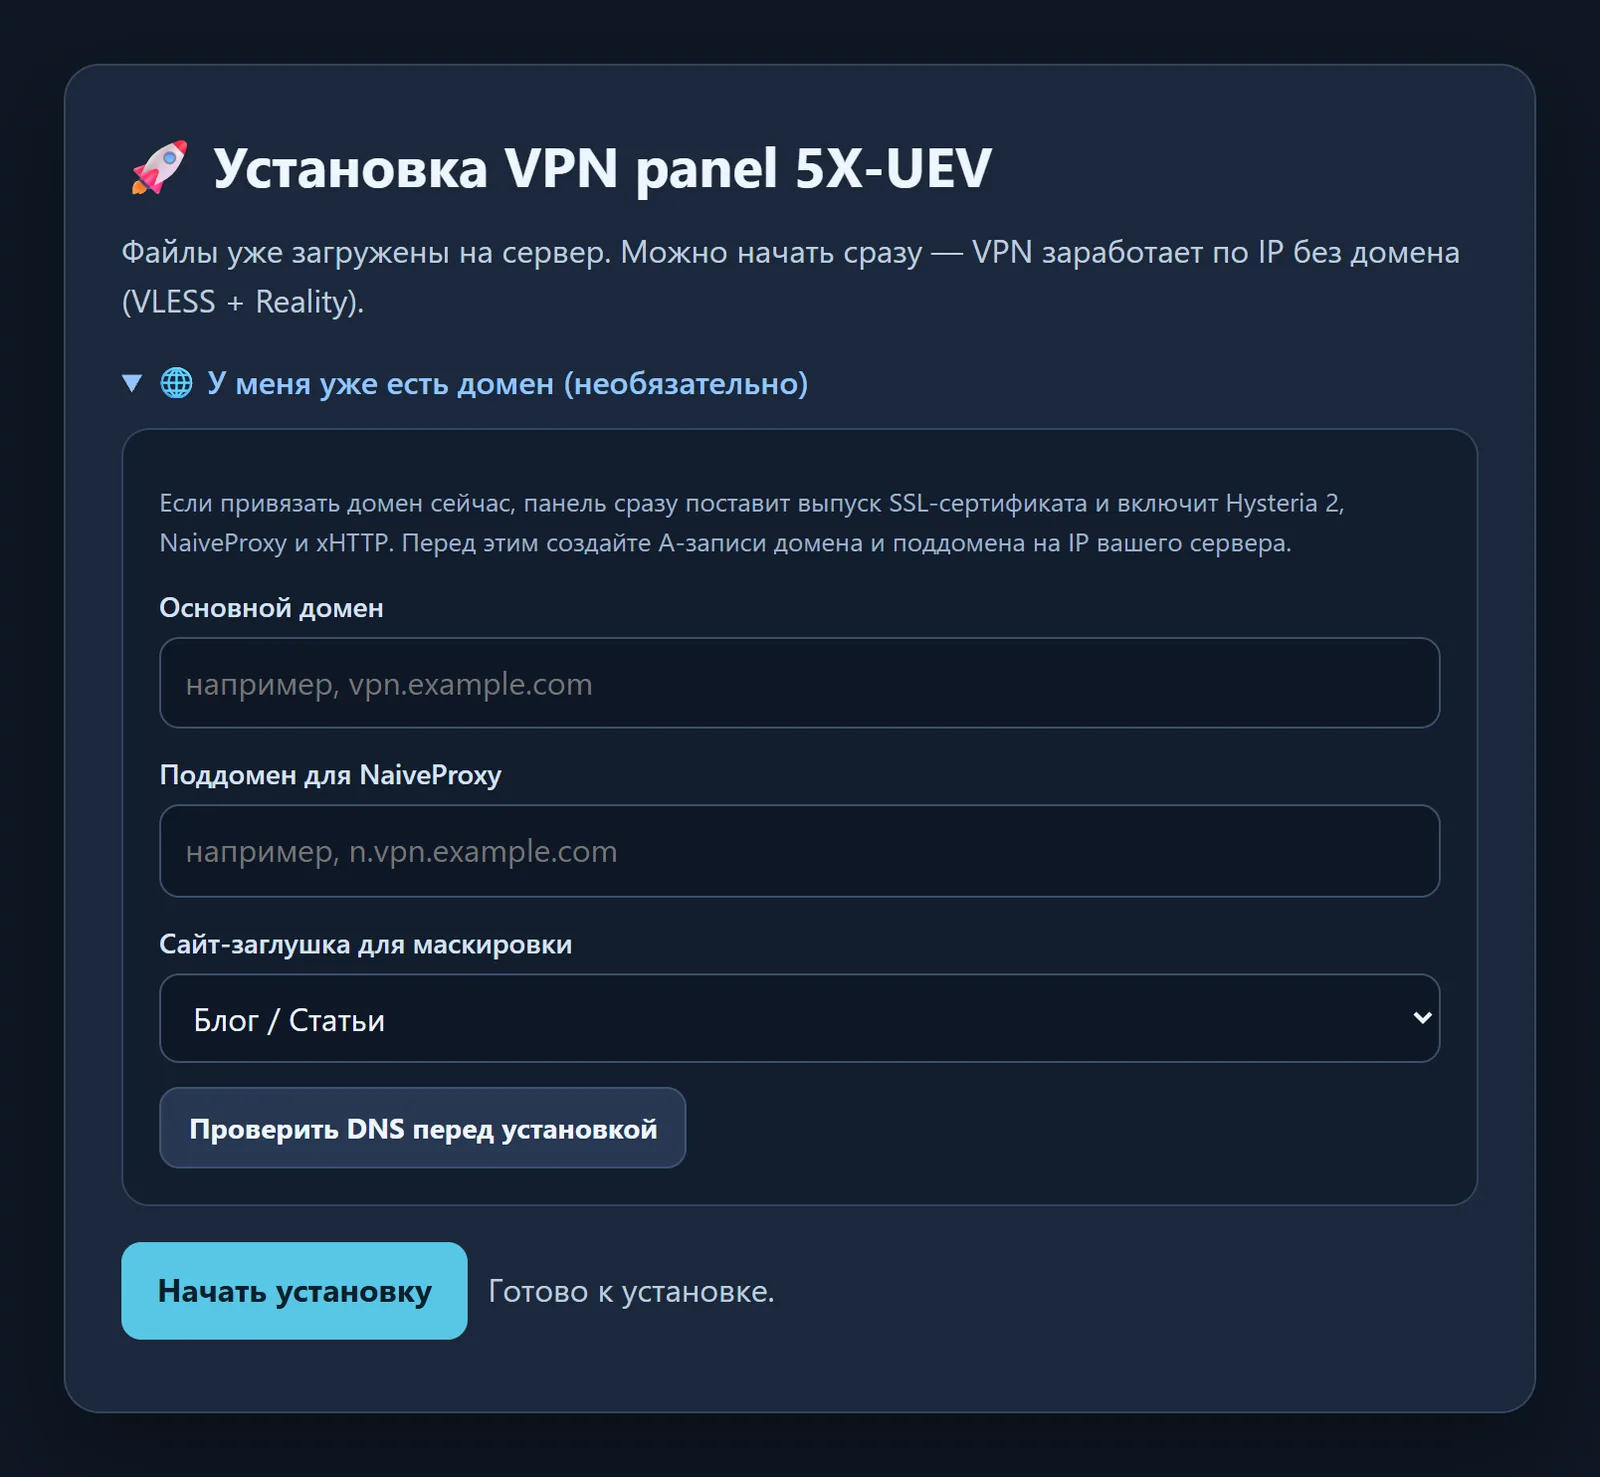 Установка VPN panel 5X-UEV
Файлы уже загружены на сервер. Можно начать сразу — VPN заработает по IP без домена
(VLESS + Reality).
У меня уже есть домен (необязательно)
Если привязать домен сейчас, панель сразу поставит выпуск SSL-сертификата и включит Hysteria 2,
NaiveProxy и xHTTP. Перед этим создайте A-записи домена и поддомена на IP вашего сервера.
Основной домен
например, vpn.example.com
Поддомен для NaiveProxy
например, n.vpn.example.com
Сайт-заглушка для маскировки
Блог / Статьи
Проверить DNS перед установкой
Начать установку
Готово к установке.